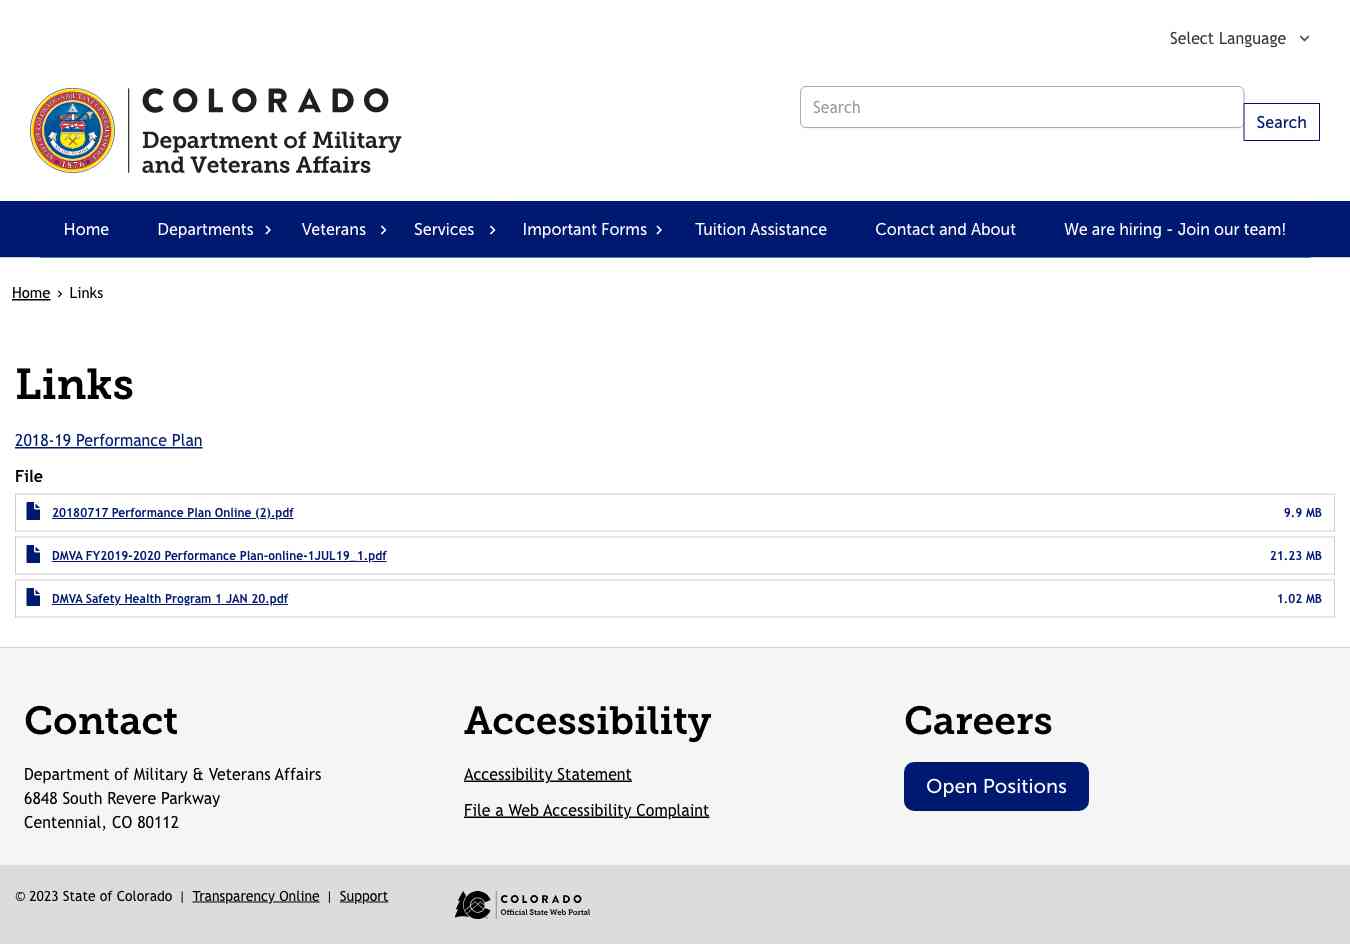 Select Language
COLORADO
Department of Military
and Veterans Affairs
Search
Search
Home
Departments
Veterans
Services
Important Forms
Tuition Assistance
Contact and About
We are hiring - Join our team!
Home › Links
Links
2018-19 Performance Plan
File
20180717 Performance Plan Online (2).pdf 9.9 MB
DMVA FY2019-2020 Performance Plan-online-1JUL19_1.pdf 21.23 MB
DMVA Safety Health Program 1 JAN 20.pdf 1.02 MB
Contact
Department of Military & Veterans Affairs
6848 South Revere Parkway
Centennial, CO 80112
Accessibility
Accessibility Statement
File a Web Accessibility Complaint
Careers
Open Positions
© 2023 State of Colorado | Transparency Online | Support
COLORADO
Official State Web Portal